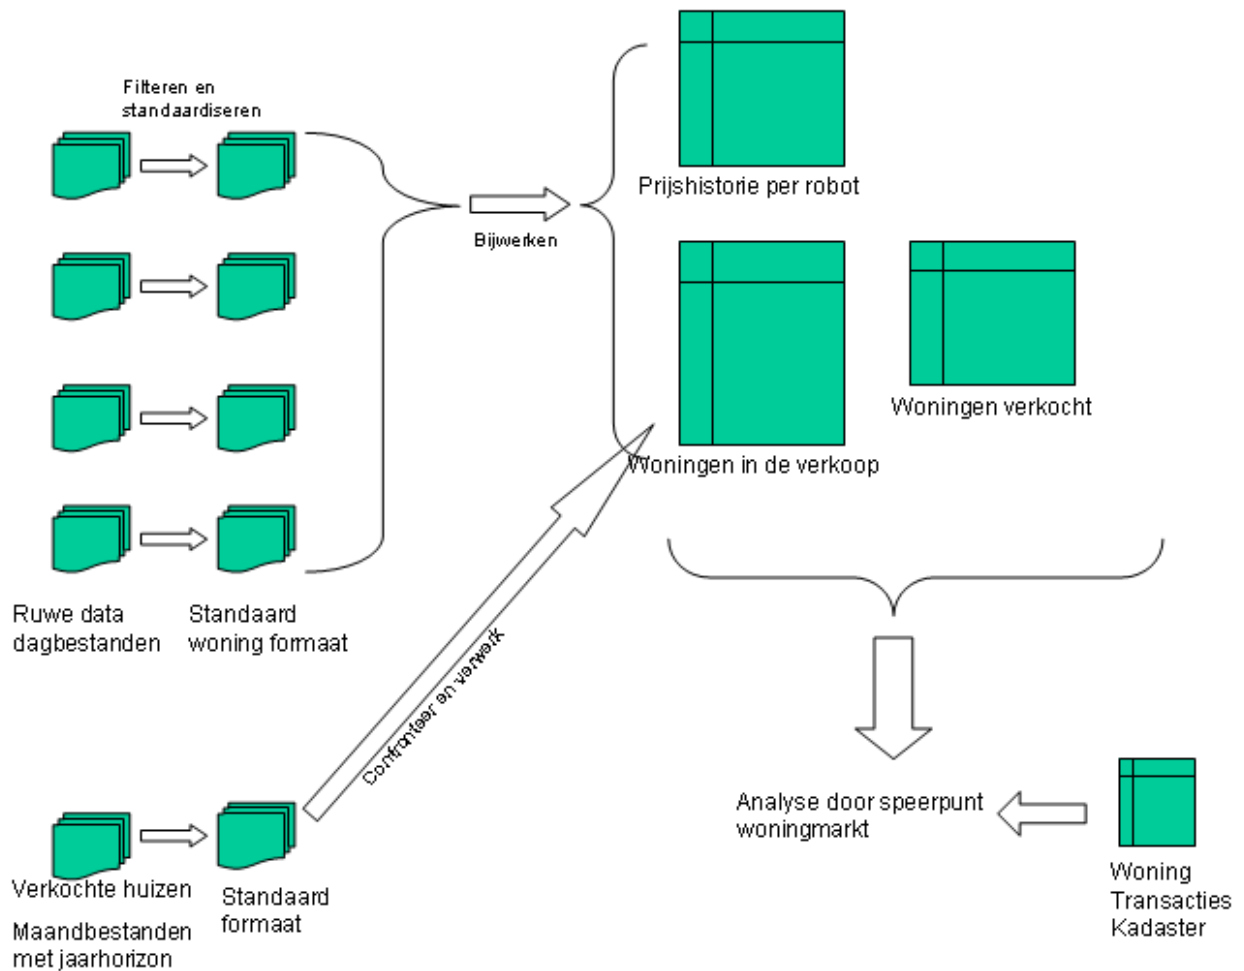 Filteren en
standaardiseren
Prijshistorie per robot
Bijwerken
Woningen verkocht
Woningen in de verkoop
Ruwe data
dagbestanden
Standaard
woning formaat
Confronteer en verwerk
Analyse door speerpunt
woningmarkt
Verkochte huizen
Maandbestanden
met jaarhorizon
Standaard
formaat
Woning
Transacties
Kadaster